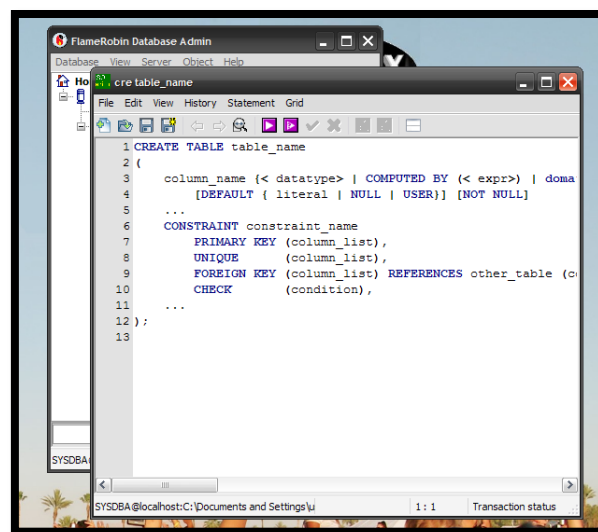 FlameRobin Database Admin
Database View Server Object Help
Ho
cre table_name
File Edit View History Statement Grid
1 CREATE TABLE table_name
2 (
3 column_name {< datatype> | COMPUTED BY (< expr>) | doma
4 [DEFAULT { literal | NULL | USER}] [NOT NULL]
5 ...
6 CONSTRAINT constraint_name
7 PRIMARY KEY (column_list),
8 UNIQUE (column_list),
9 FOREIGN KEY (column_list) REFERENCES other_table (c
10 CHECK (condition),
11 ...
12 );
13
SYSDBA
SYSDBA@localhost:C:\Documents and Settings\u 1 : 1 Transaction status